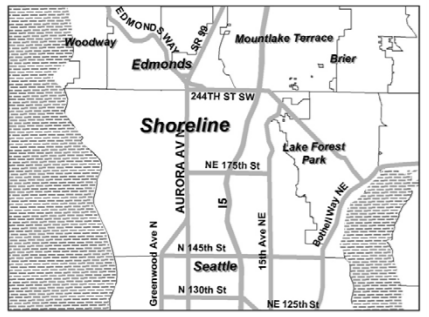 EDMONDS WAY
SR 99
Woodway
Mountlake Terrace
Edmonds
Brier
244TH ST SW
Shoreline
Lake Forest
Park
AURORA AV N
NE 175th St
I5
15th Ave NE
Bothell Way NE
Greenwood Ave N
N 145th St
Seattle
N 130th St
NE 125th St